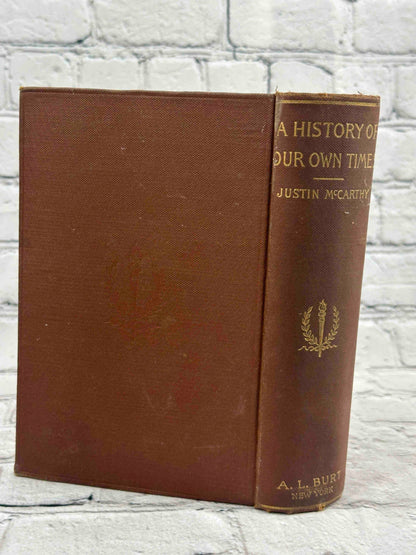 A HISTORY OF
OUR OWN TIMES
JUSTIN McCARTHY
A. L. BURT
NEW YORK